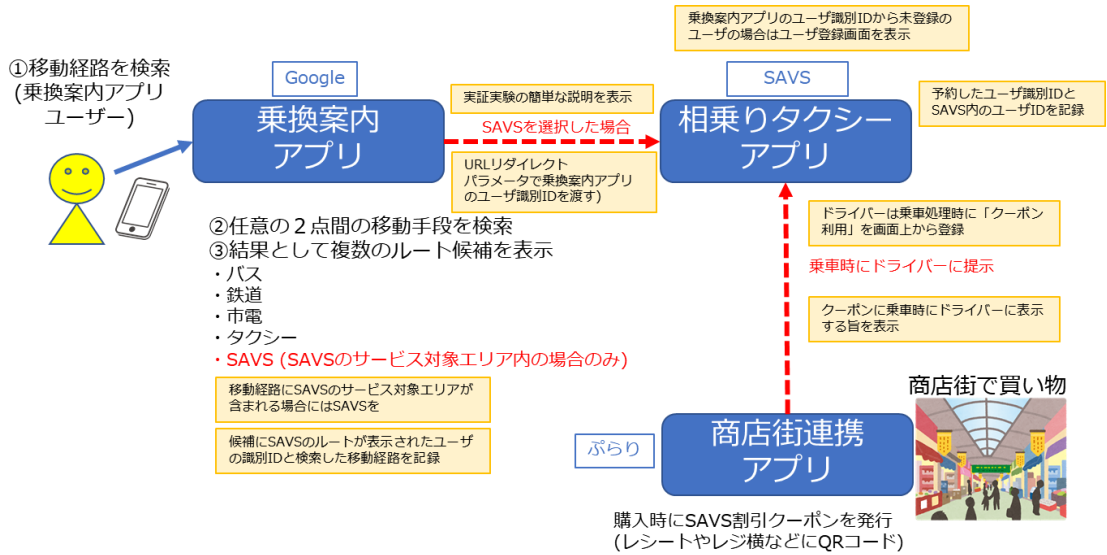 ①移動経路を検索
(乗換案内アプリ
ユーザー)
Google
乗換案内
アプリ
実証実験の簡単な説明を表示
SAVSを選択した場合
URLリダイレクト
パラメータで乗換案内アプリ
のユーザ識別IDを渡す)
乗換案内アプリのユーザ識別IDから未登録の
ユーザの場合はユーザ登録画面を表示
SAVS
相乗りタクシー
アプリ
予約したユーザ識別IDと
SAVS内のユーザIDを記録
②任意の２点間の移動手段を検索
③結果として複数のルート候補を表示
・バス
・鉄道
・市電
・タクシー
・SAVS (SAVSのサービス対象エリア内の場合のみ)
移動経路にSAVSのサービス対象エリアが
含まれる場合にはSAVSを
候補にSAVSのルートが表示されたユーザ
の識別IDと検索した移動経路を記録
ドライバーは乗車処理時に「クーポン
利用」を画面上から登録
乗車時にドライバーに提示
クーポンに乗車時にドライバーに表示
する旨を表示
商店街で買い物
ぷらり
商店街連携
アプリ
購入時にSAVS割引クーポンを発行
(レシートやレジ横などにQRコード)